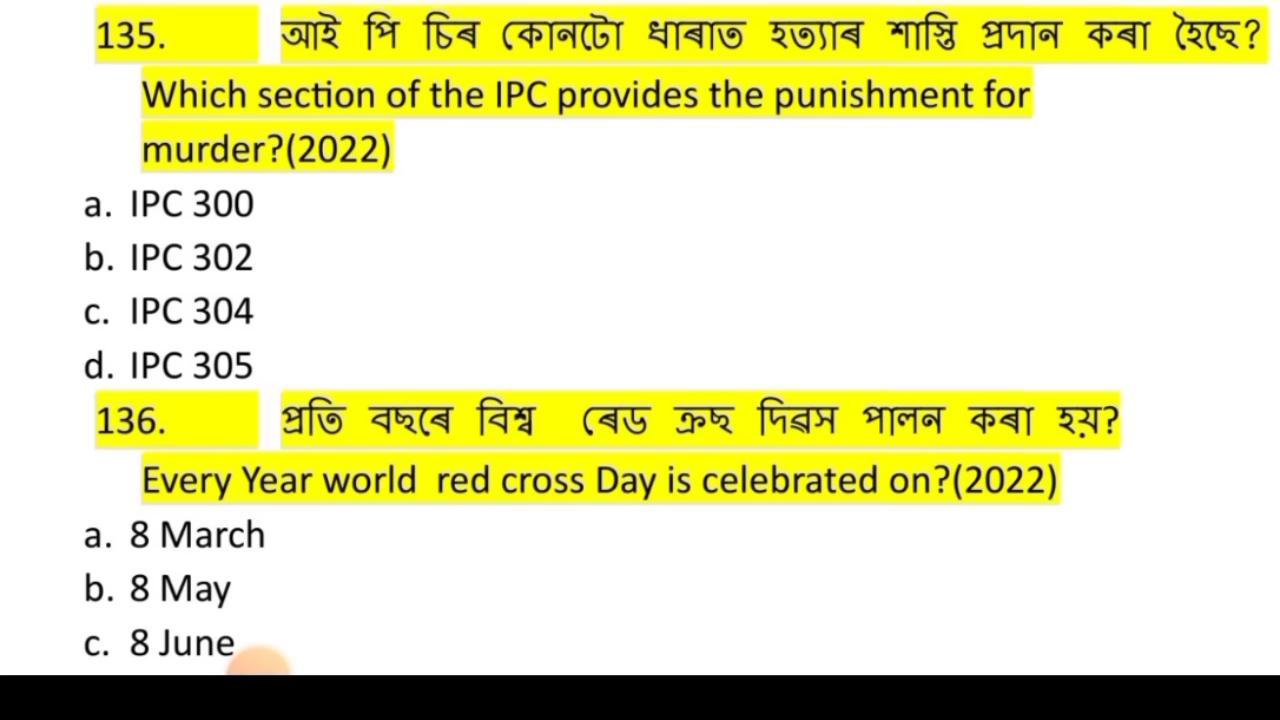 135. আই পি চিৰ কোনটো ধাৰাত হত্যাৰ শাস্তি প্ৰদান কৰা হৈছে?
Which section of the IPC provides the punishment for
murder?(2022)
a. IPC 300
b. IPC 302
c. IPC 304
d. IPC 305
136. প্ৰতি বছৰে বিশ্ব ৰেড ক্ৰছ দিৱস পালন কৰা হয়?
Every Year world red cross Day is celebrated on?(2022)
a. 8 March
b. 8 May
c. 8 June